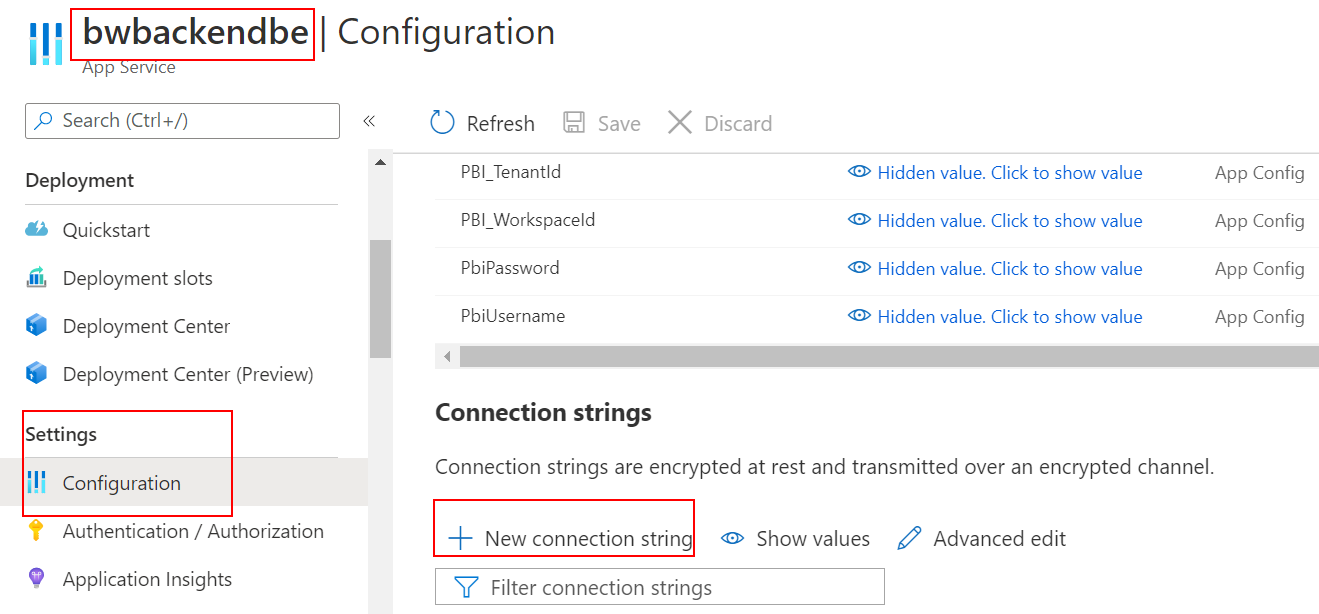 bwbackendbe | Configuration
App Service
Search (Ctrl+/)
«
Refresh Save Discard
Deployment
Quickstart
Deployment slots
Deployment Center
Deployment Center (Preview)
Settings
Configuration
Authentication / Authorization
Application Insights
PBI_TenantId Hidden value. Click to show value App Config
PBI_WorkspaceId Hidden value. Click to show value App Config
PbiPassword Hidden value. Click to show value App Config
PbiUsername Hidden value. Click to show value App Config
Connection strings
Connection strings are encrypted at rest and transmitted over an encrypted channel.
New connection string Show values Advanced edit
Filter connection strings